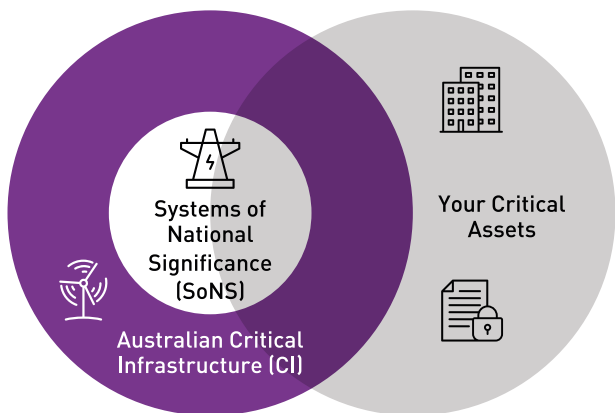 Systems of
National
Significance
(SoNS)
Australian Critical
Infrastructure (CI)
Your Critical
Assets